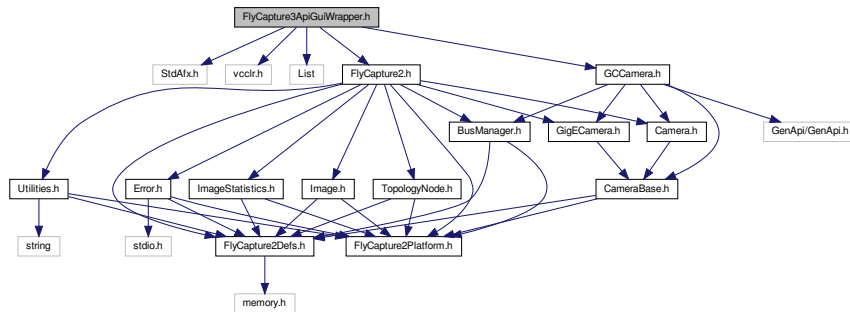 FlyCapture3ApiGuiWrapper.h
StdAfx.h
vcclr.h
List
FlyCapture2.h
GCCamera.h
BusManager.h
GigECamera.h
Camera.h
GenApi/GenApi.h
Utilities.h
Error.h
ImageStatistics.h
Image.h
TopologyNode.h
CameraBase.h
string
stdio.h
FlyCapture2Defs.h
FlyCapture2Platform.h
memory.h